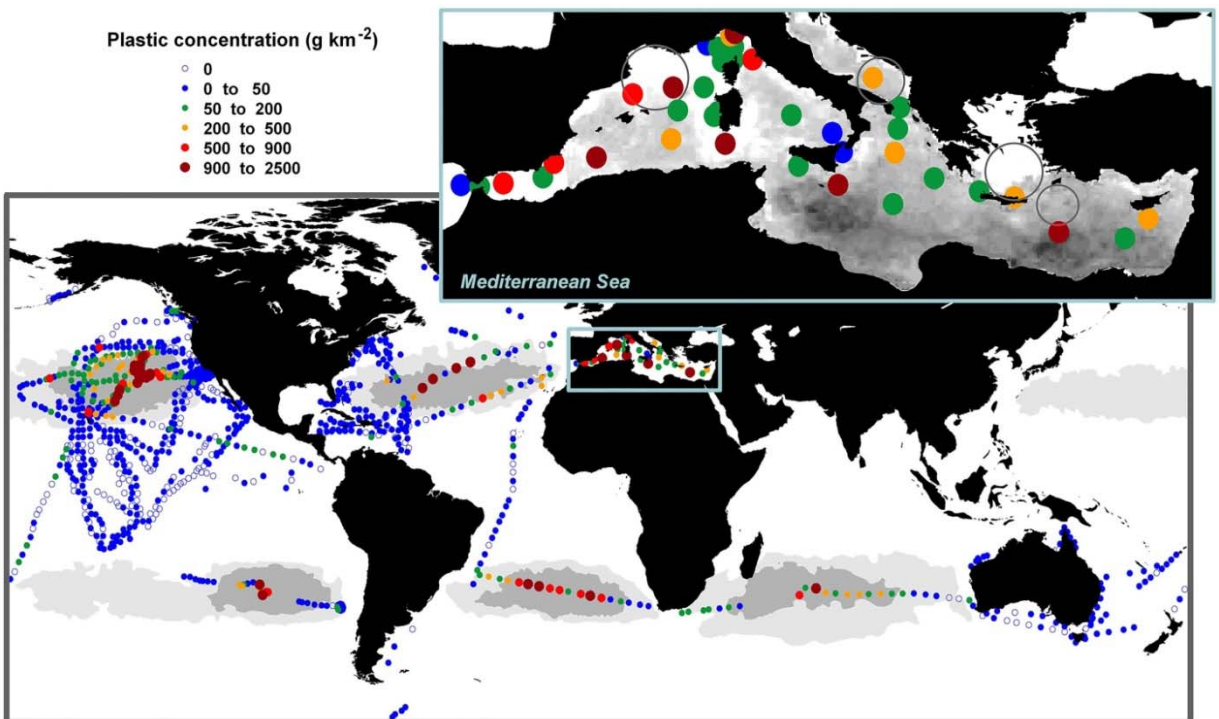 Plastic concentration (g km-2)
0
0 to 50
50 to 200
200 to 500
500 to 900
900 to 2500
Mediterranean Sea